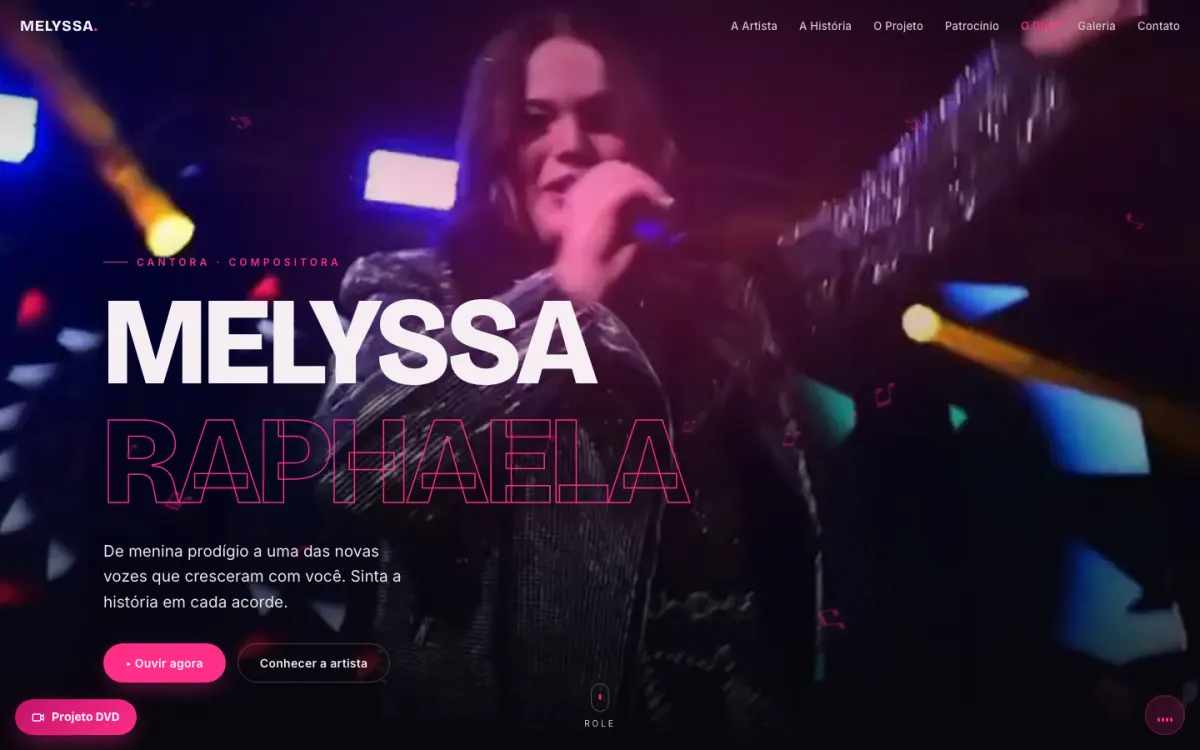 MELYSSA.
A Artista
A História
O Projeto
Patrocínio
O DVD
Galeria
Contato
CANTORA · COMPOSITORA
MELYSSA
RAPHAELA
De menina prodígio a uma das novas
vozes que cresceram com você. Sinta a
história em cada acorde.
Ouvir agora
Conhecer a artista
Projeto DVD
ROLE